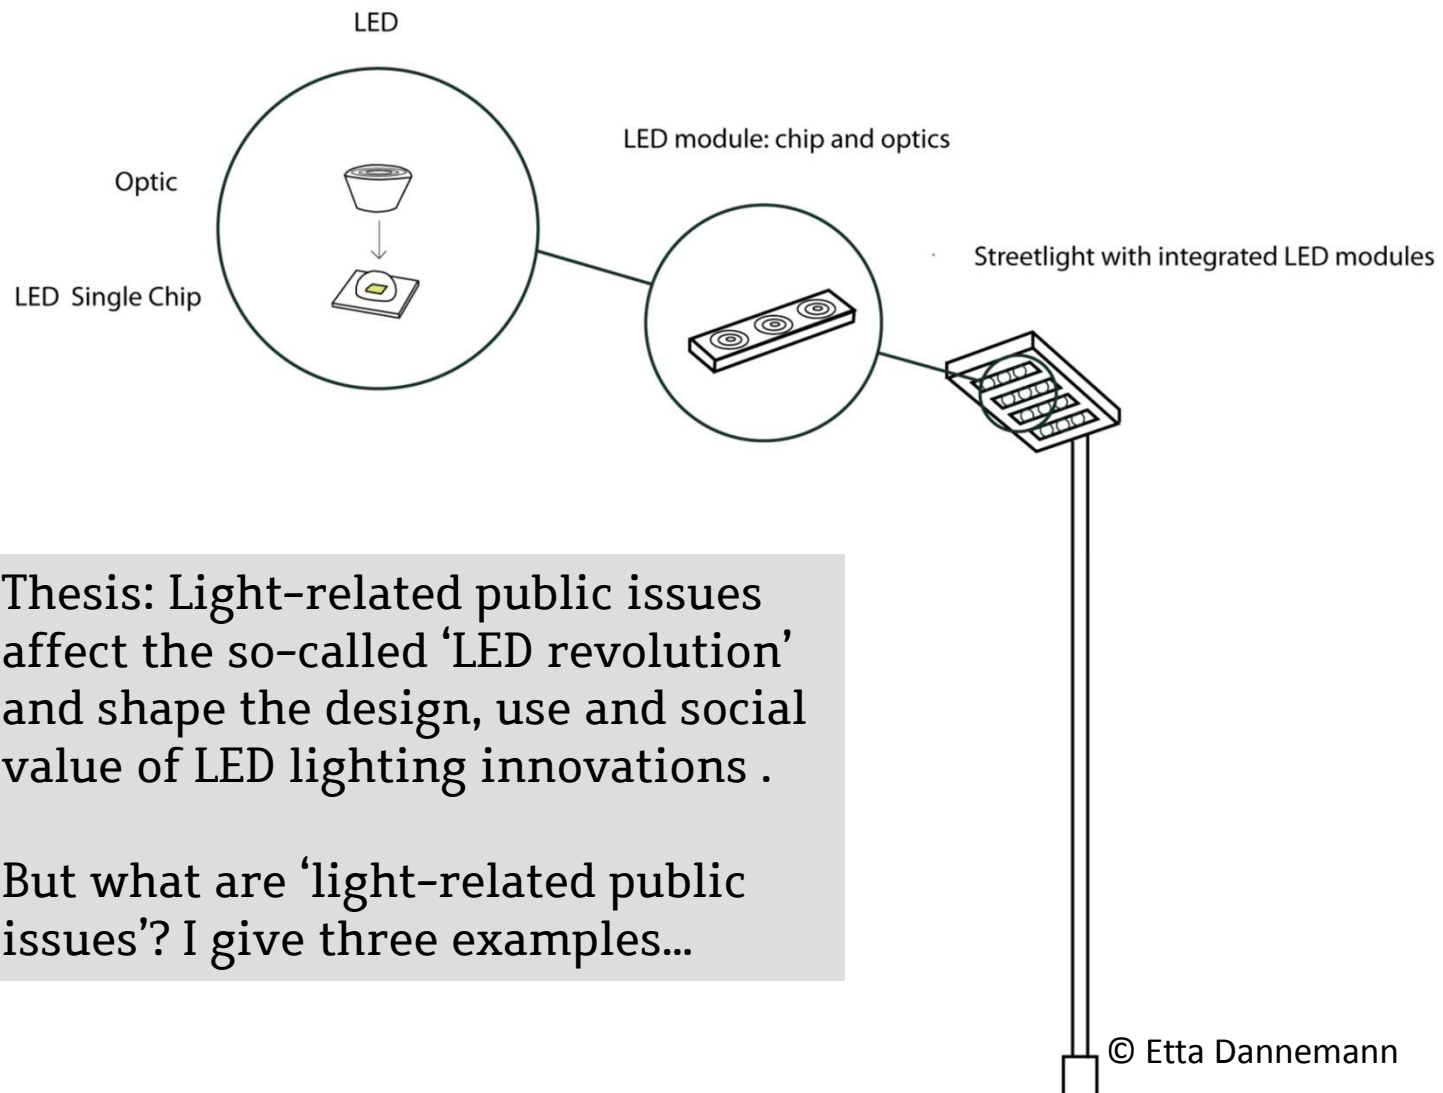 LED
LED module: chip and optics
Optic
Streetlight with integrated LED modules
LED Single Chip
Thesis: Light-related public issues
affect the so-called ‘LED revolution’
and shape the design, use and social
value of LED lighting innovations .
But what are ‘light-related public
issues’? I give three examples...
© Etta Dannemann